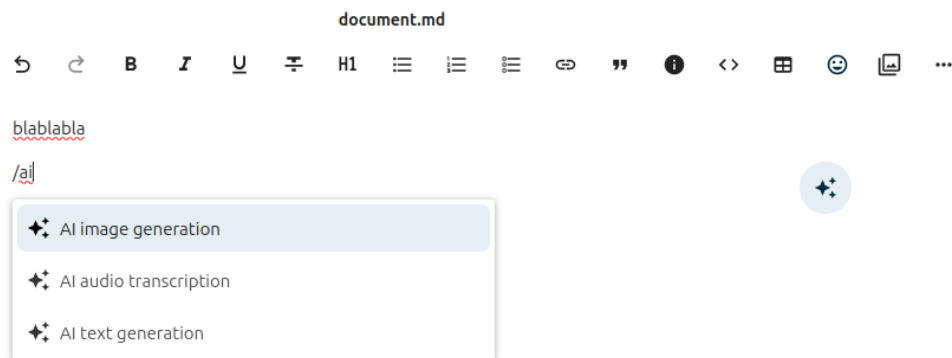 document.md
B I U H1
blablabla
/ai
AI image generation
AI audio transcription
AI text generation